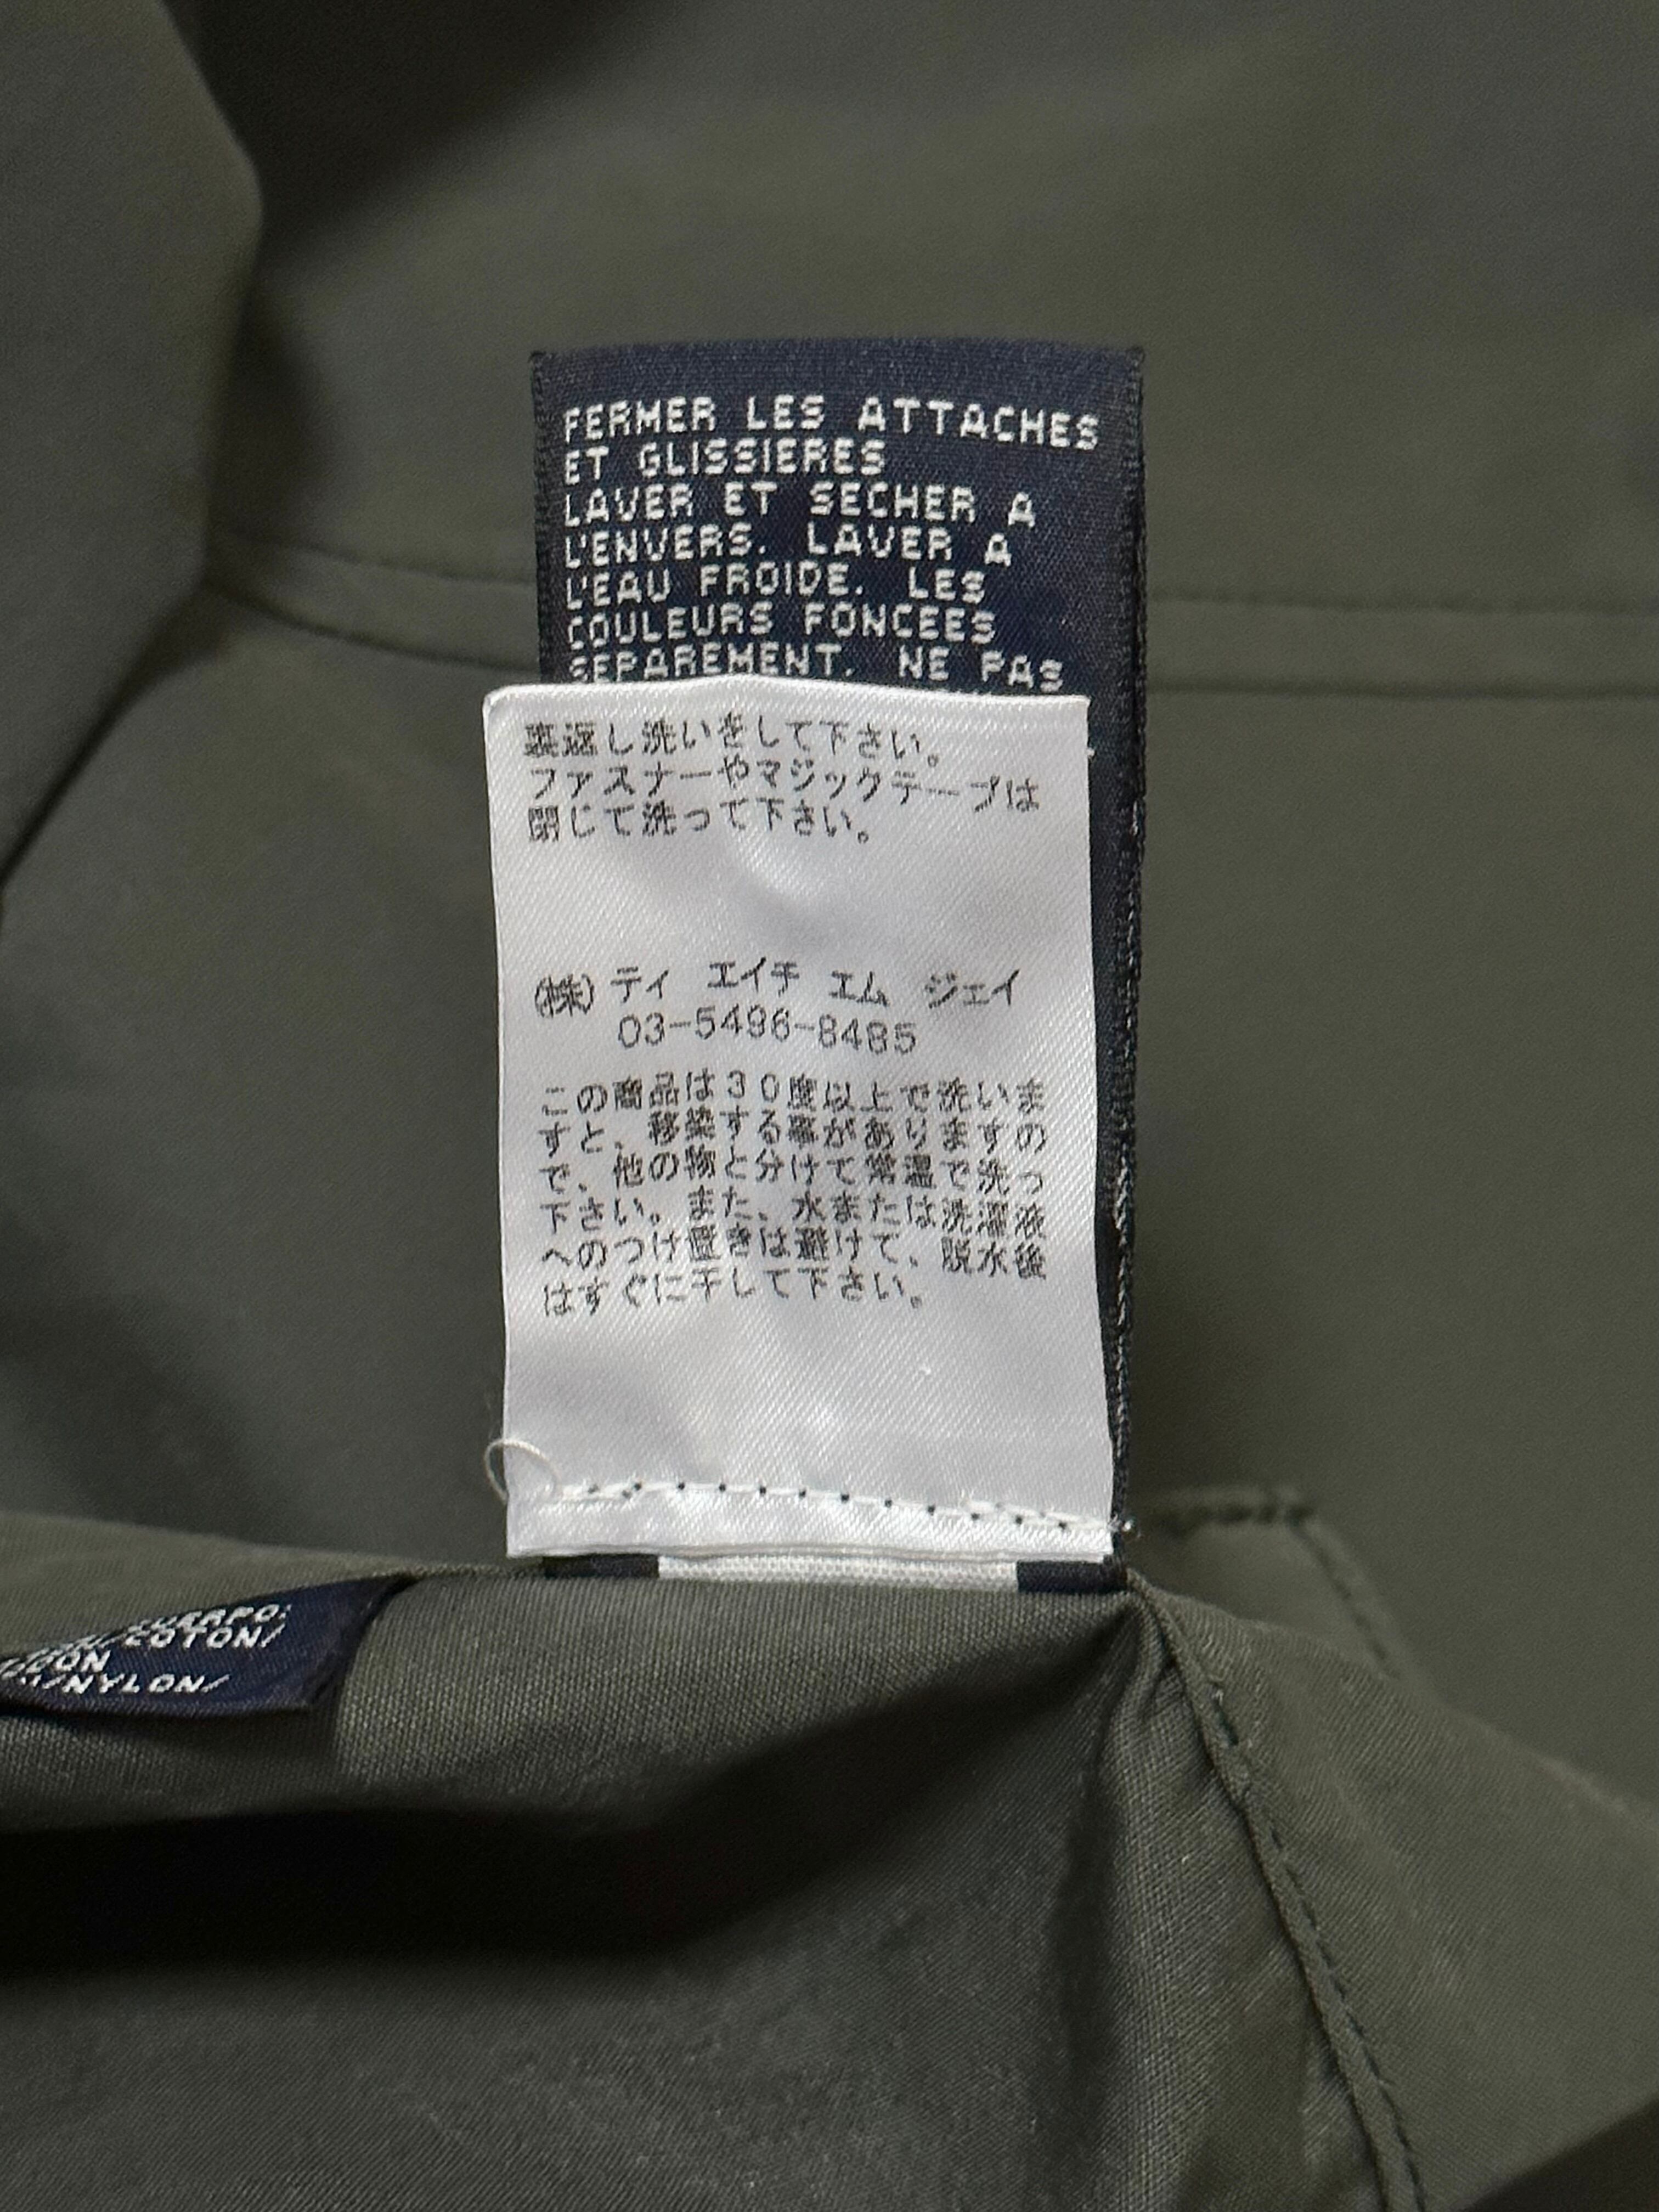 FERMER LES ATTACHES
ET GLISSIERES
LAVER ET SECHER A
L'ENVERS. LAVER A
L'EAU FROIDE. LES
COULEURS FONCEES
SEPAREMENT. NE PAS
裏返し洗いをして下さい。
ファスナーやマジックテープは
閉じて洗って下さい。
(株) ティ エイチ エム ジェイ
03-5496-8485
この商品は30度以上で洗いま
すと、移染する事がありますの
で、他の物と分けて常温で洗っ
下さい。また、水または洗濯液
へのつけ置きは避けて、脱水後
はすぐに干して下さい。
CUERPO:
/COTON/
/NYLON/